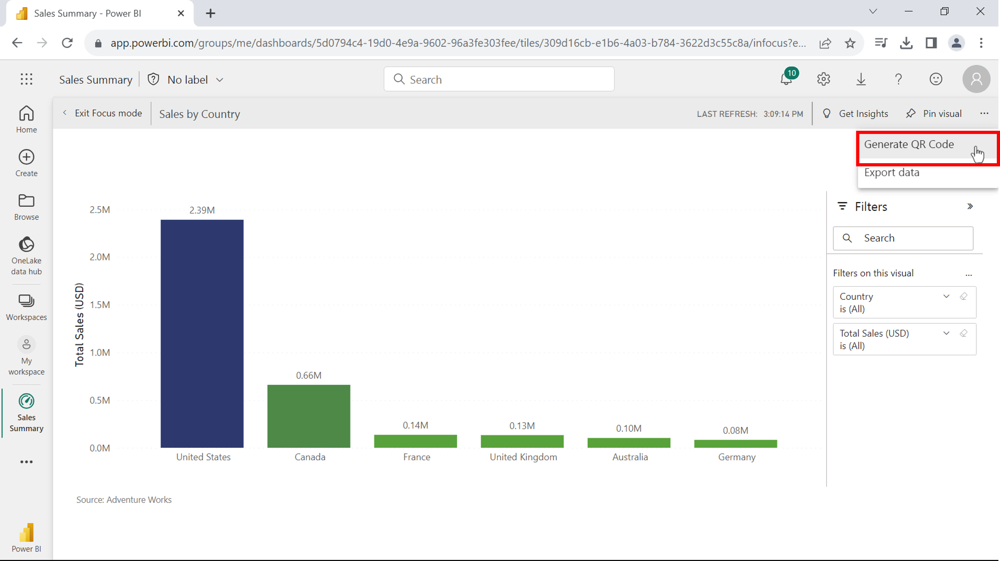 Sales Summary - Power BI
app.powerbi.com/groups/me/dashboards/5d0794c4-19d0-4e9a-9602-96a3fe303fee/tiles/309d16cb-e1b6-4a03-b784-3622d3c55c8a/infocus?e...
Sales Summary
No label
Search
10
Home
Create
Browse
OneLake
data hub
Workspaces
My
workspace
Sales
Summary
Power BI
Exit Focus mode
Sales by Country
LAST REFRESH: 3:09:14 PM
Get Insights
Pin visual
Generate QR Code
Export data
Total Sales (USD)
2.5M
2.0M
1.5M
1.0M
0.5M
0.0M
2.39M
0.66M
0.14M
0.13M
0.10M
0.08M
United States
Canada
France
United Kingdom
Australia
Germany
Source: Adventure Works
Filters
Search
Filters on this visual
Country
is (All)
Total Sales (USD)
is (All)